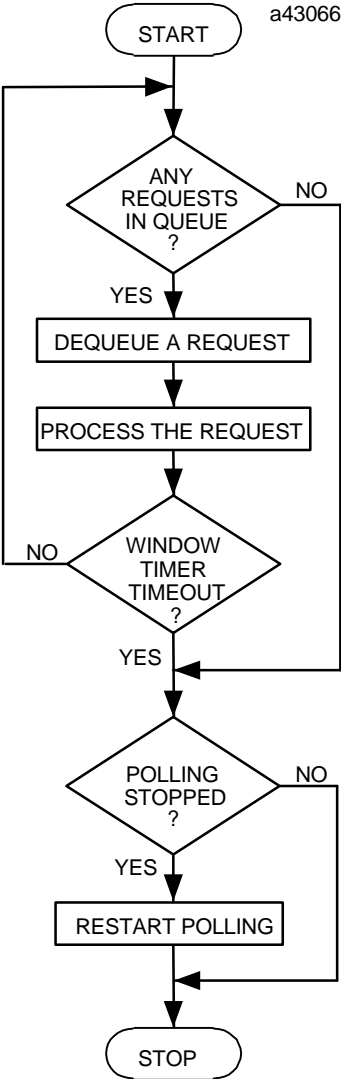 a43066
START
ANY
REQUESTS
IN QUEUE
?
NO
YES
DEQUEUE A REQUEST
PROCESS THE REQUEST
NO
WINDOW
TIMER
TIMEOUT
?
YES
POLLING
STOPPED
?
NO
YES
RESTART POLLING
STOP